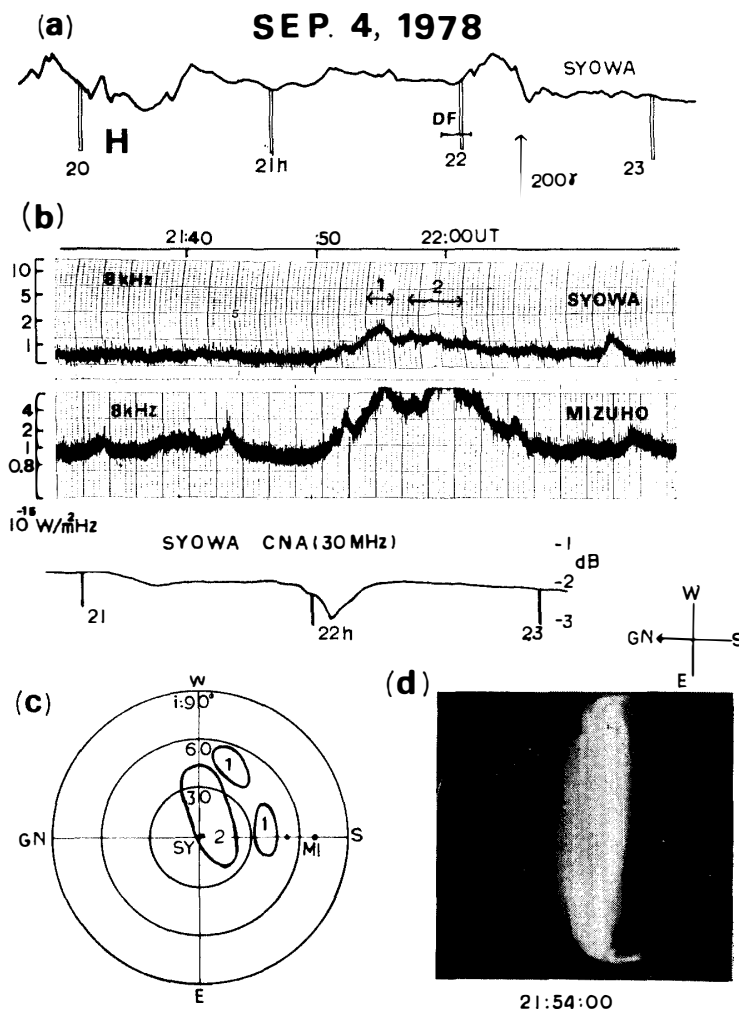 (a) SEP. 4, 1978
SYOWA
H
DF
20 21h 22 23
200γ
(b)
21:40 :50 22:00UT
10
5
2
1
8kHz
5
1 2
SYOWA
4
2
1
0.8
8kHz
MIZUHO
10⁻¹⁶ W/m²Hz
SYOWA CNA (30MHz)
-1
dB
-2
-3
21 22h 23
W
GN S
E
(c)
W
i:90°
60
30
1
1
2
GN SY MI S
E
(d)
21:54:00